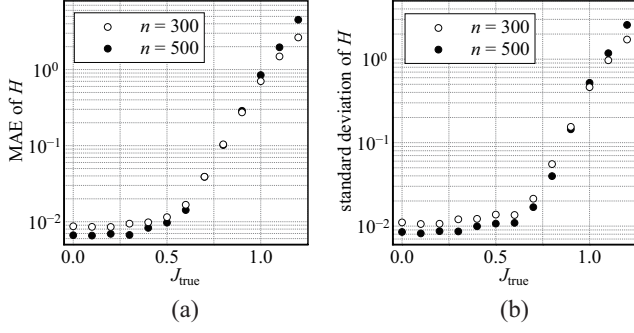 n = 300
n = 500
MAE of H
10^0
10^{-1}
10^{-2}
0.0 0.5 1.0
J_true
(a)
n = 300
n = 500
standard deviation of H
10^0
10^{-1}
10^{-2}
0.0 0.5 1.0
J_true
(b)